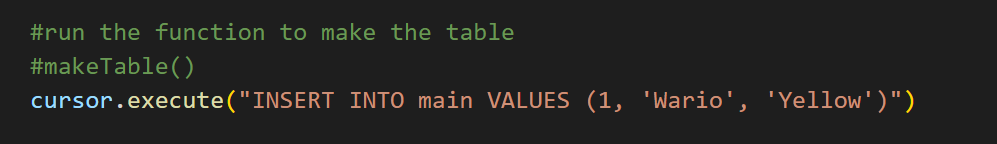 #run the function to make the table
#makeTable()
cursor.execute("INSERT INTO main VALUES (1, 'Wario', 'Yellow')")